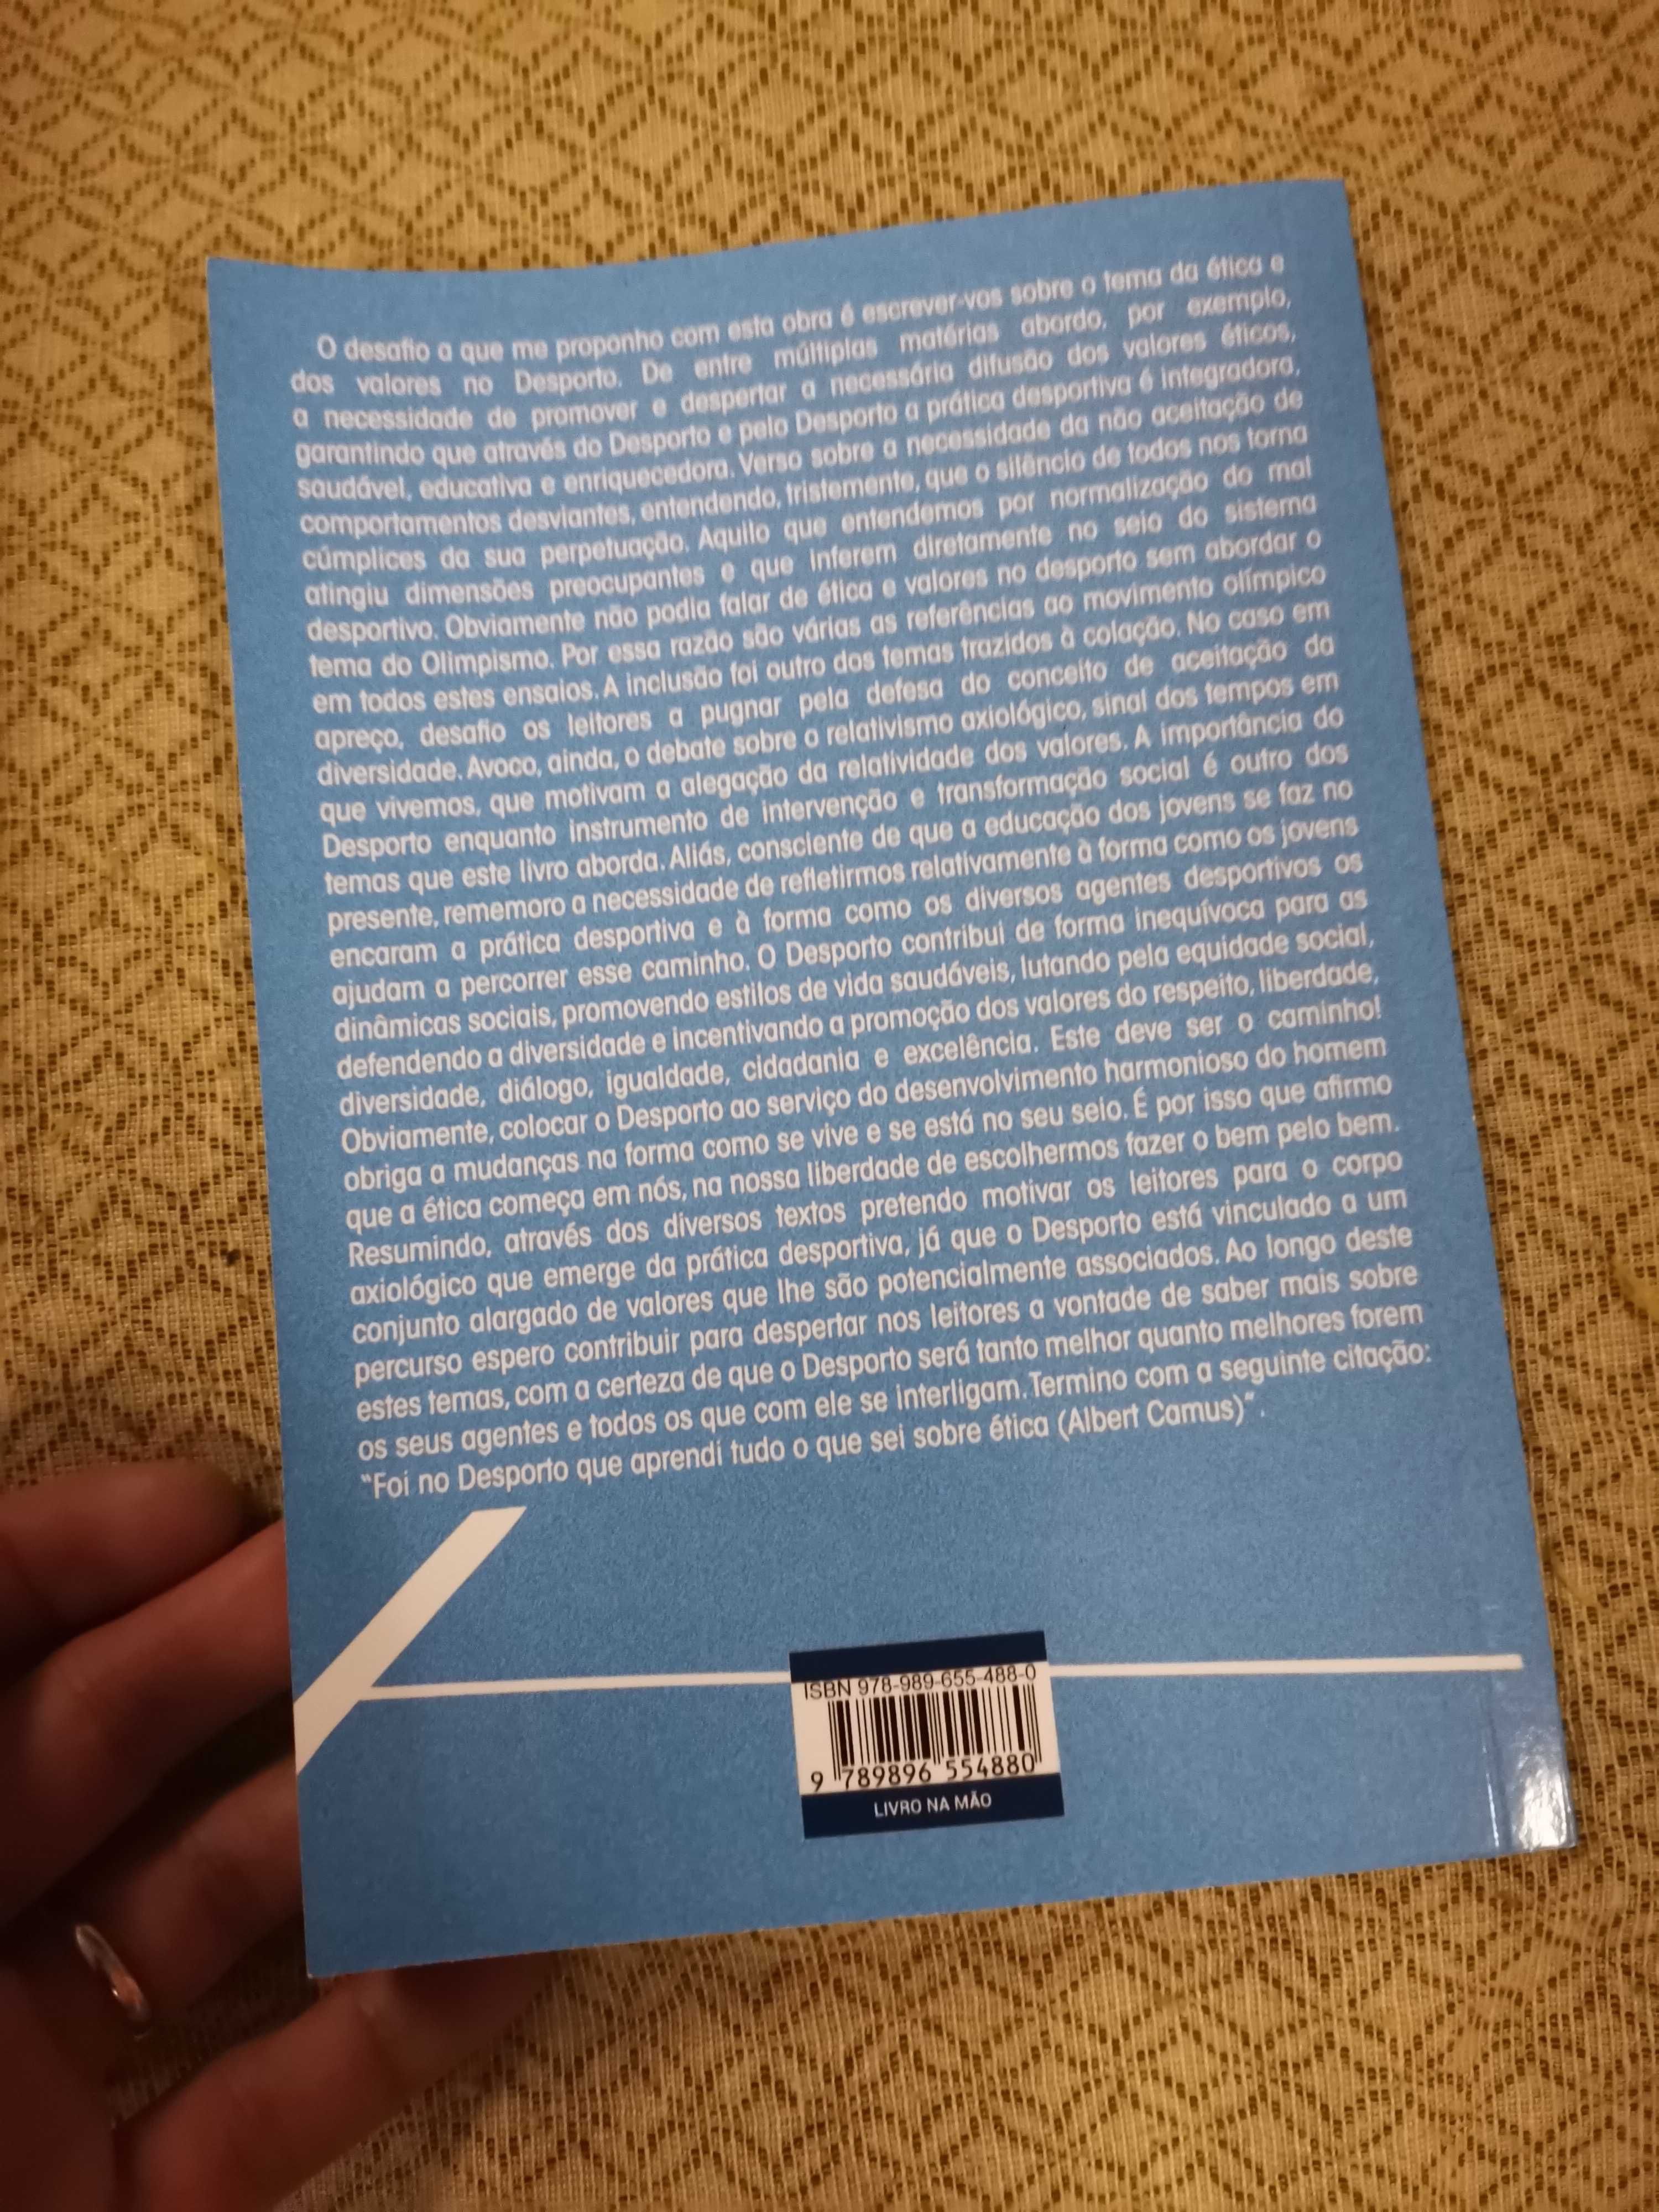 O desafio a que me proponho com esta obra é escrever-vos sobre o tema da ética e
dos valores no Desporto. De entre múltiplas matérias abordo, por exemplo,
a necessidade de promover e despertar a necessária difusão dos valores éticos,
garantindo que através do Desporto e pelo Desporto a prática desportiva é integradora,
saudável, educativa e enriquecedora. Verso sobre a necessidade da não aceitação de
comportamentos desviantes, entendendo, tristemente, que o silêncio de todos nos torna
cúmplices da sua perpetuação. Aquilo que entendemos por normalização do mal
atingiu dimensões preocupantes e que inferem diretamente no seio do sistema
desportivo. Obviamente não podia falar de ética e valores no desporto sem abordar o
tema do Olimpismo. Por essa razão são várias as referências ao movimento olímpico
em todos estes ensaios. A inclusão foi outro dos temas trazidos à colação. No caso em
apreço, desafio os leitores a pugnar pela defesa do conceito de aceitação da
diversidade. Avoco, ainda, o debate sobre o relativismo axiológico, sinal dos tempos em
que vivemos, que motivam a alegação da relatividade dos valores. A importância do
Desporto enquanto instrumento de intervenção e transformação social é outro dos
temas que este livro aborda. Aliás, consciente de que a educação dos jovens se faz no
presente, rememoro a necessidade de refletirmos relativamente à forma como os jovens
encaram a prática desportiva e à forma como os diversos agentes desportivos os
ajudam a percorrer esse caminho. O Desporto contribui de forma inequívoca para as
dinâmicas sociais, promovendo estilos de vida saudáveis, lutando pela equidade social,
defendendo a diversidade e incentivando a promoção dos valores do respeito, liberdade,
diversidade, diálogo, igualdade, cidadania e excelência. Este deve ser o caminho!
Obviamente, colocar o Desporto ao serviço do desenvolvimento harmonioso do homem
obriga a mudanças na forma como se vive e se está no seu seio. É por isso que afirmo
que a ética começa em nós, na nossa liberdade de escolhermos fazer o bem pelo bem.
Resumindo, através dos diversos textos pretendo motivar os leitores para o corpo
axiológico que emerge da prática desportiva, já que o Desporto está vinculado a um
conjunto alargado de valores que lhe são potencialmente associados. Ao longo deste
percurso espero contribuir para despertar nos leitores a vontade de saber mais sobre
estes temas, com a certeza de que o Desporto será tanto melhor quanto melhores forem
os seus agentes e todos os que com ele se interligam. Termino com a seguinte citação:
"Foi no Desporto que aprendi tudo o que sei sobre ética (Albert Camus)".
ISBN 978-989-655-488-0
9 789896 554880
LIVRO NA MÃO